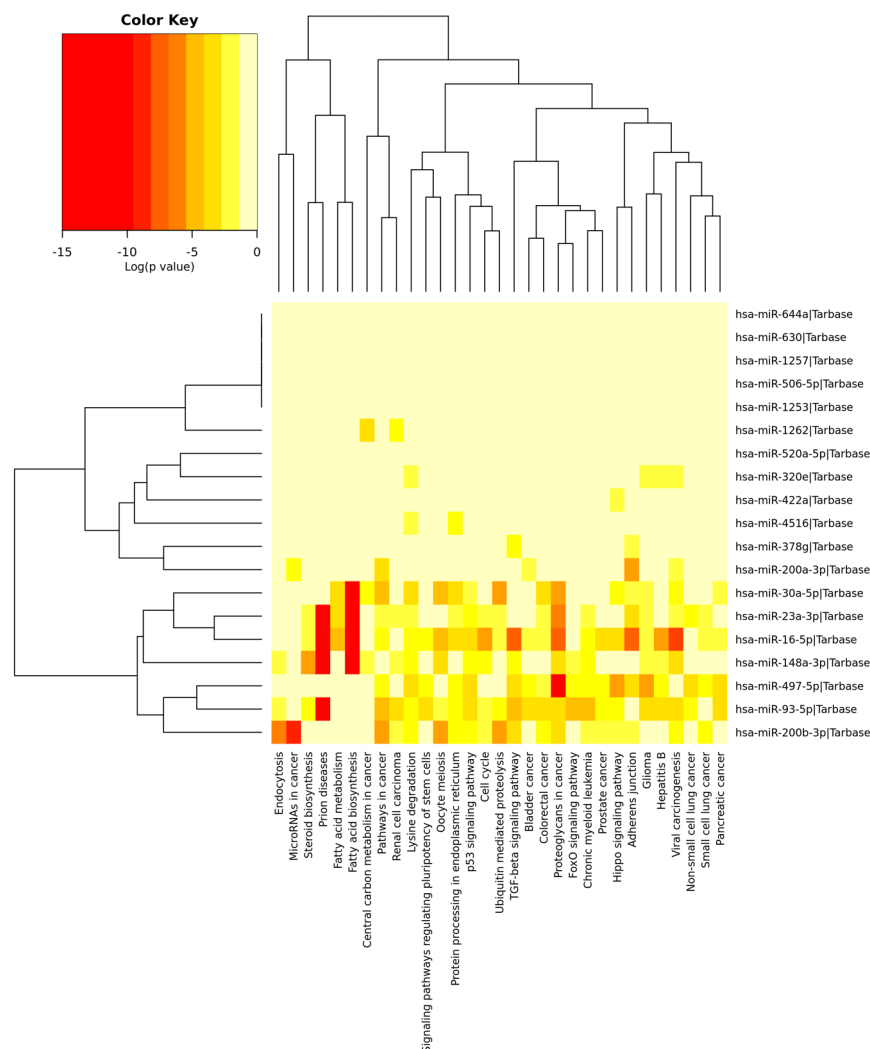 Color Key
-15 -10 -5 0
Log(p value)
hsa-miR-644a|Tarbase
hsa-miR-630|Tarbase
hsa-miR-1257|Tarbase
hsa-miR-506-5p|Tarbase
hsa-miR-1253|Tarbase
hsa-miR-1262|Tarbase
hsa-miR-520a-5p|Tarbase
hsa-miR-320e|Tarbase
hsa-miR-422a|Tarbase
hsa-miR-4516|Tarbase
hsa-miR-378g|Tarbase
hsa-miR-200a-3p|Tarbase
hsa-miR-30a-5p|Tarbase
hsa-miR-23a-3p|Tarbase
hsa-miR-16-5p|Tarbase
hsa-miR-148a-3p|Tarbase
hsa-miR-497-5p|Tarbase
hsa-miR-93-5p|Tarbase
hsa-miR-200b-3p|Tarbase
Endocytosis
MicroRNAs in cancer
Steroid biosynthesis
Prion diseases
Fatty acid metabolism
Fatty acid biosynthesis
Central carbon metabolism in cancer
Pathways in cancer
Renal cell carcinoma
Lysine degradation
Signaling pathways regulating pluripotency of stem cells
Oocyte meiosis
Protein processing in endoplasmic reticulum
p53 signaling pathway
Cell cycle
Ubiquitin mediated proteolysis
TGF-beta signaling pathway
Bladder cancer
Colorectal cancer
Proteoglycans in cancer
FoxO signaling pathway
Chronic myeloid leukemia
Prostate cancer
Hippo signaling pathway
Adherens junction
Glioma
Hepatitis B
Viral carcinogenesis
Non-small cell lung cancer
Small cell lung cancer
Pancreatic cancer